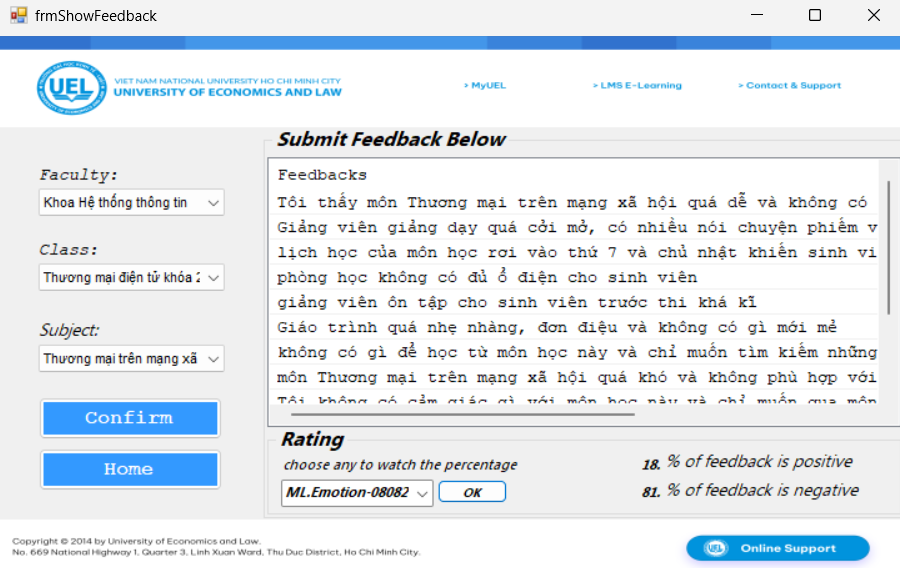 frmShowFeedback
UEL
VIET NAM NATIONAL UNIVERSITY HO CHI MINH CITY
UNIVERSITY OF ECONOMICS AND LAW
> MyUEL
> LMS E-Learning
> Contact & Support
Faculty:
Khoa Hệ thống thông tin
Class:
Thương mại điện tử khóa 2
Subject:
Thương mại trên mạng xã
Confirm
Home
Submit Feedback Below
Feedbacks
Tôi thấy môn Thương mại trên mạng xã hội quá dễ và không có
Giảng viên giảng dạy quá cởi mở, có nhiều nói chuyện phiếm v
lịch học của môn học rơi vào thứ 7 và chủ nhật khiến sinh vi
phòng học không có đủ ổ điện cho sinh viên
giảng viên ôn tập cho sinh viên trước thi khá kĩ
Giáo trình quá nhẹ nhàng, đơn điệu và không có gì mới mẻ
không có gì để học từ môn học này và chỉ muốn tìm kiếm những
môn Thương mại trên mạng xã hội quá khó và không phù hợp với
Tôi không có cảm giác gì với môn học này và chỉ muốn qua môn
Rating
choose any to watch the percentage
ML.Emotion-08082
OK
18. % of feedback is positive
81. % of feedback is negative
Copyright © 2014 by University of Economics and Law.
No. 669 National Highway 1, Quarter 3, Linh Xuan Ward, Thu Duc District, Ho Chi Minh City.
UEL
Online Support